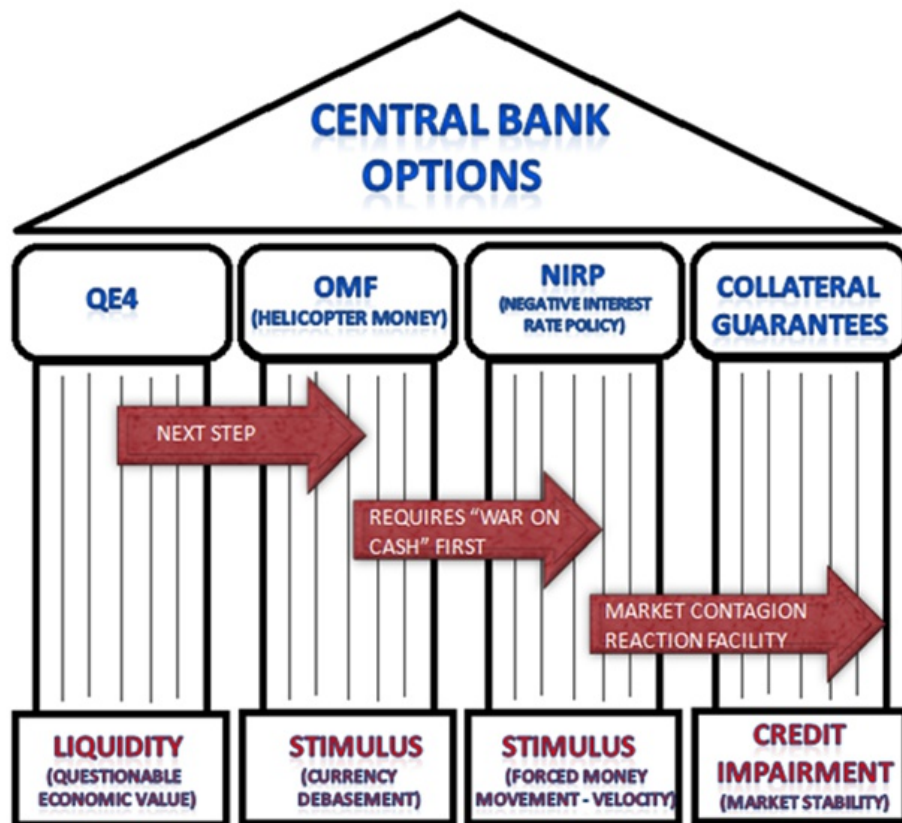 CENTRAL BANK
OPTIONS
QE4
OMF
(HELICOPTER MONEY)
NIRP
(NEGATIVE INTEREST
RATE POLICY)
COLLATERAL
GUARANTEES
NEXT STEP
REQUIRES “WAR ON
CASH” FIRST
MARKET CONTAGION
REACTION FACILITY
LIQUIDITY
(QUESTIONABLE
ECONOMIC VALUE)
STIMULUS
(CURRENCY
DEBASEMENT)
STIMULUS
(FORCED MONEY
MOVEMENT - VELOCITY)
CREDIT
IMPAIRMENT
(MARKET STABILITY)